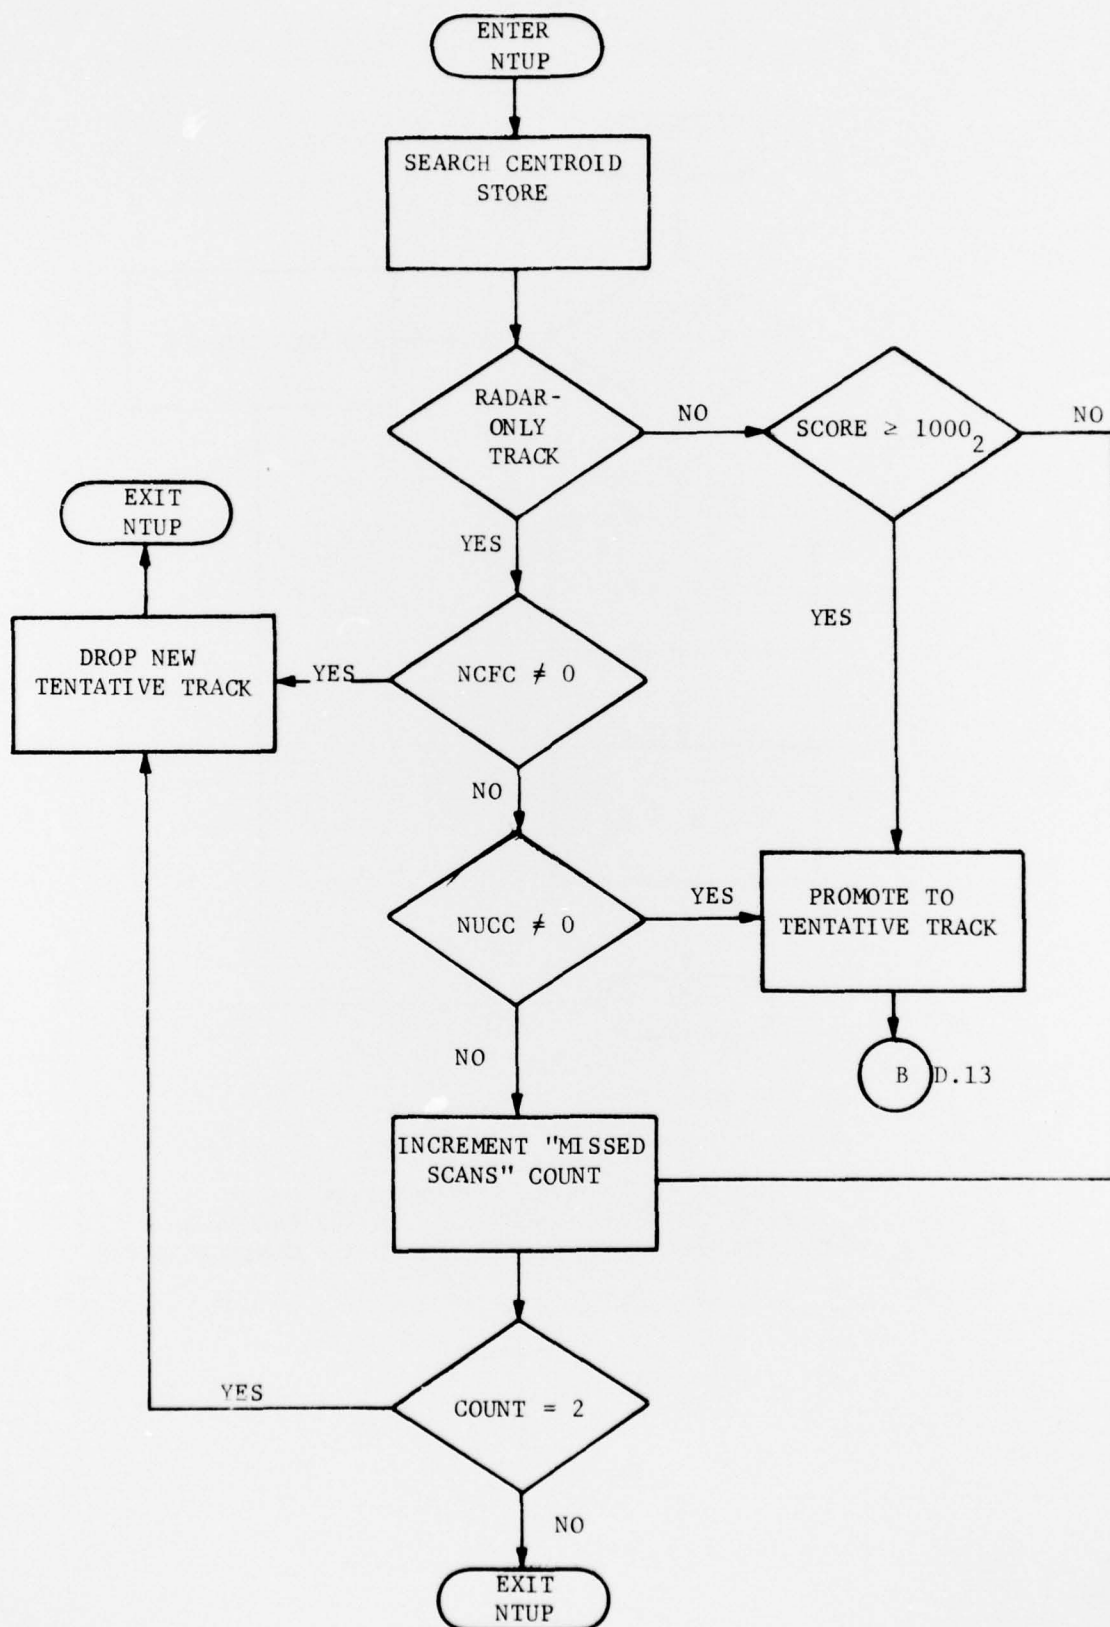 ENTER
NTUP
SEARCH CENTROID
STORE
RADAR-
ONLY
TRACK
NO
SCORE ≥ 1000₂
NO
EXIT
NTUP
YES
YES
DROP NEW
TENTATIVE TRACK
YES
NCFC ≠ 0
NO
NUCC ≠ 0
YES
PROMOTE TO
TENTATIVE TRACK
NO
B D.13
INCREMENT "MISSED
SCANS" COUNT
YES
COUNT = 2
NO
EXIT
NTUP